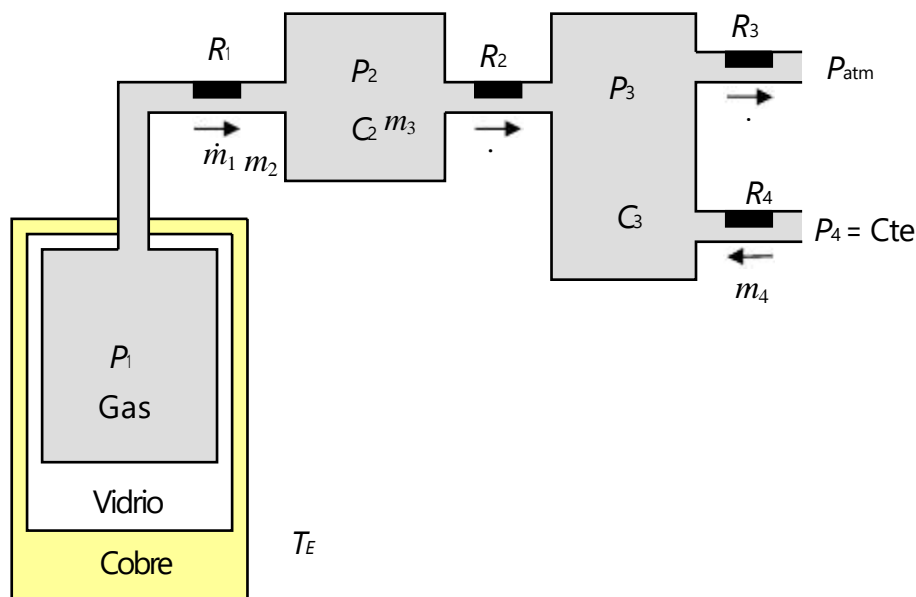 R1
R2
R3
P2
P3
Patm
C2 m3
ṁ1 m2
R4
C3
P4 = Cte
m4
P1
Gas
Vidrio
Cobre
TE